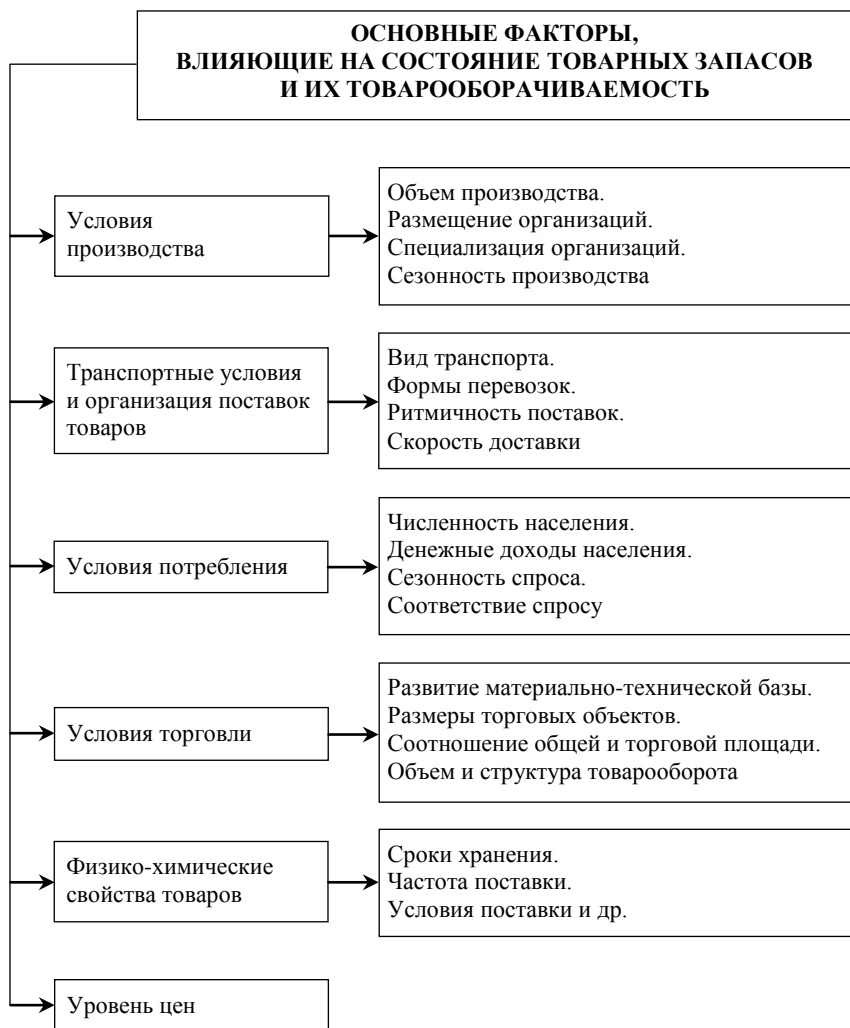 ОСНОВНЫЕ ФАКТОРЫ,
ВЛИЯЮЩИЕ НА СОСТОЯНИЕ ТОВАРНЫХ ЗАПАСОВ
И ИХ ТОВАРООБОРАЧИВАЕМОСТЬ
Условия
производства
Объем производства.
Размещение организаций.
Специализация организаций.
Сезонность производства
Транспортные условия
и организация поставок
товаров
Вид транспорта.
Формы перевозок.
Ритмичность поставок.
Скорость доставки
Условия потребления
Численность населения.
Денежные доходы населения.
Сезонность спроса.
Соответствие спросу
Условия торговли
Развитие материально-технической базы.
Размеры торговых объектов.
Соотношение общей и торговой площади.
Объем и структура товарооборота
Физико-химические
свойства товаров
Сроки хранения.
Частота поставки.
Условия поставки и др.
Уровень цен